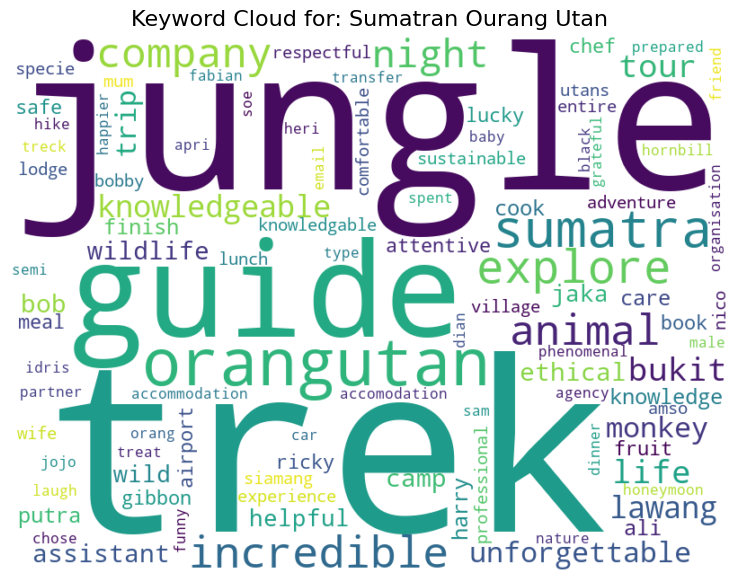 Keyword Cloud for: Sumatran Ourang Utan
jungle
company
respectful
night
chef
prepared
specie
mum
fabian
transfer
tour
friend
safe
trip
happier
soe
utans
entire
hike
apri
heri
email
comfortable
lucky
baby
black
grateful
hornbill
treck
lodge
bobby
sustainable
spent
knowledgeable
cook
adventure
organisation
finish
knowledgable
sumatra
wildlife
lunch
type
attentive
guide
explore
semi
bob
meal
jaka
care
village
book
nico
dian
animal
male
phenomenal
idris
orangutan
ethical
bukit
partner
accommodation
accomodation
agency
knowledge
trek
sam
amso
wife
orang
car
monkey
airport
treat
professional
dinner
fruit
jojo
wild
ricky
siamang
camp
life
laugh
gibbon
experience
honeymoon
putra
helpful
harry
lawang
chose
funny
nature
ali
assistant
incredible
unforgettable